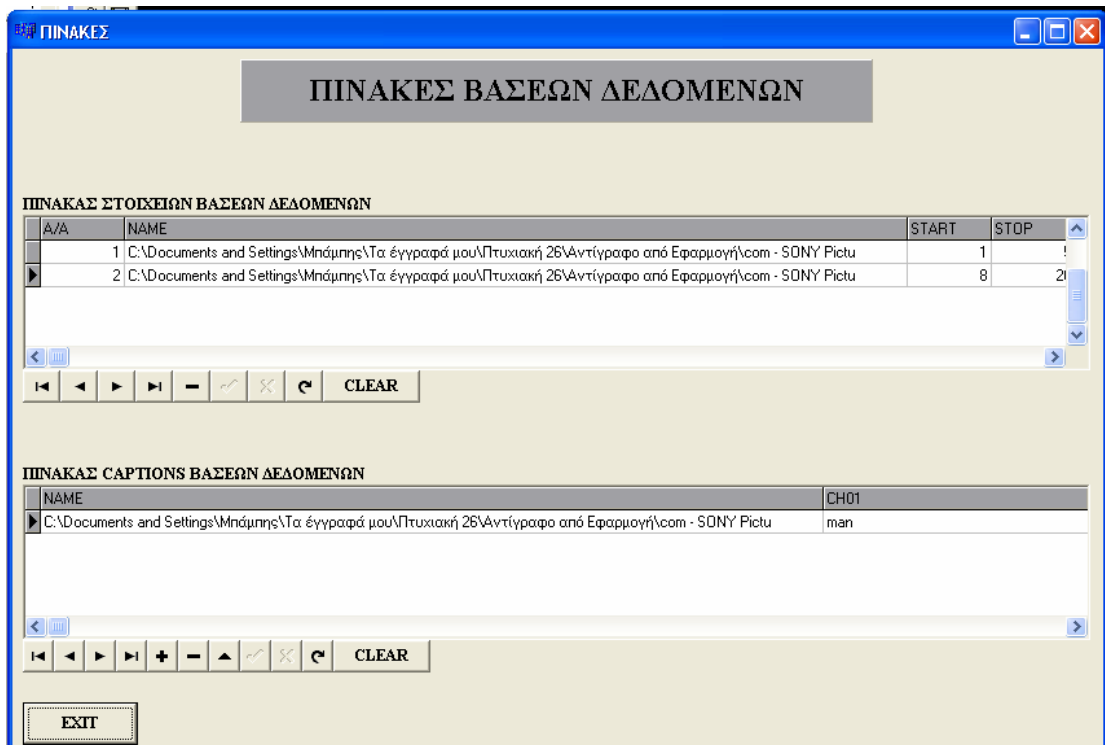 ΠΙΝΑΚΕΣ
ΠΙΝΑΚΕΣ ΒΑΣΕΩΝ ΔΕΔΟΜΕΝΩΝ
ΠΙΝΑΚΑΣ ΣΤΟΙΧΕΙΩΝ ΒΑΣΕΩΝ ΔΕΔΟΜΕΝΩΝ
A/A NAME START STOP
1 C:\Documents and Settings\Μπάμπης\Τα έγγραφά μου\Πτυχιακή 26\Αντίγραφο από Εφαρμογή\com - SONY Pictu 1
2 C:\Documents and Settings\Μπάμπης\Τα έγγραφά μου\Πτυχιακή 26\Αντίγραφο από Εφαρμογή\com - SONY Pictu 8
CLEAR
ΠΙΝΑΚΑΣ CAPTIONS ΒΑΣΕΩΝ ΔΕΔΟΜΕΝΩΝ
NAME CH01
C:\Documents and Settings\Μπάμπης\Τα έγγραφά μου\Πτυχιακή 26\Αντίγραφο από Εφαρμογή\com - SONY Pictu man
CLEAR
EXIT